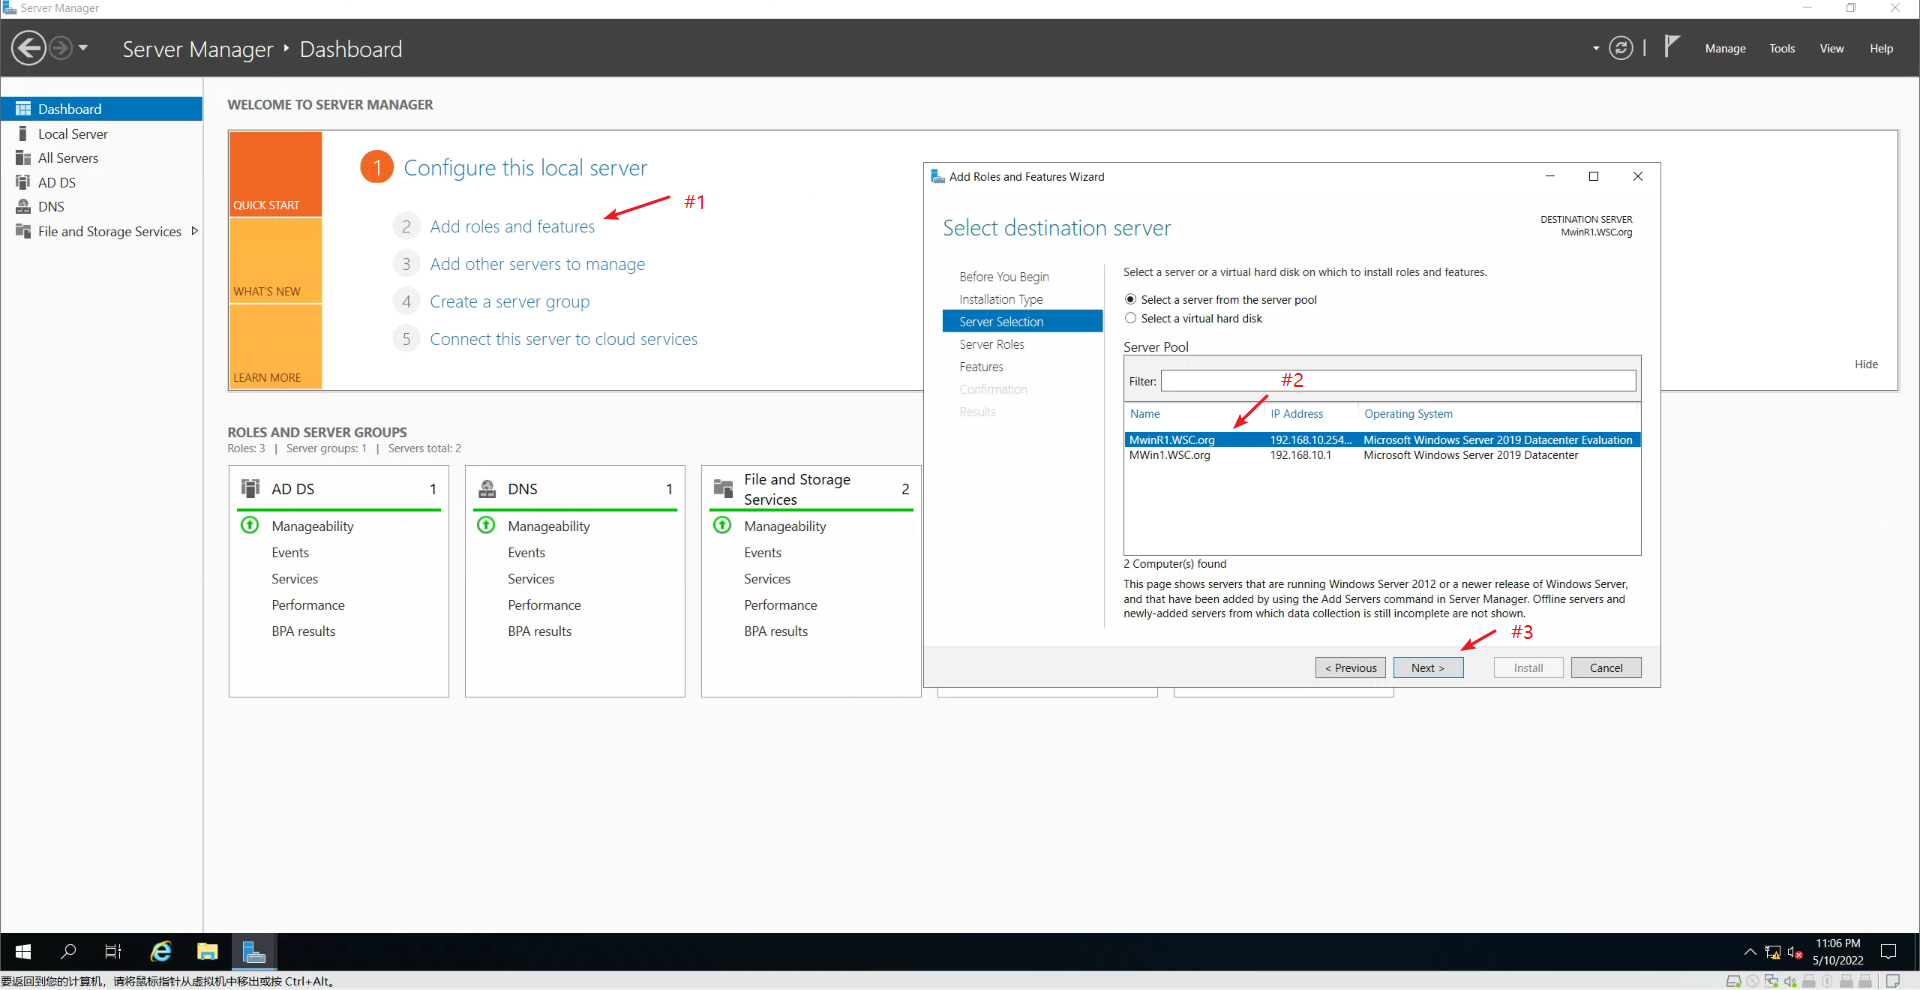 Server Manager
Server Manager ‣ Dashboard
Manage
Tools
View
Help
Dashboard
Local Server
All Servers
AD DS
DNS
File and Storage Services
WELCOME TO SERVER MANAGER
QUICK START
WHAT'S NEW
LEARN MORE
1 Configure this local server
2 Add roles and features
3 Add other servers to manage
4 Create a server group
5 Connect this server to cloud services
#1
Hide
ROLES AND SERVER GROUPS
Roles: 3 | Server groups: 1 | Servers total: 2
AD DS 1
Manageability
Events
Services
Performance
BPA results
DNS 1
Manageability
Events
Services
Performance
BPA results
File and Storage
Services 2
Manageability
Events
Services
Performance
BPA results
Add Roles and Features Wizard
Select destination server
DESTINATION SERVER
MwinR1.WSC.org
Before You Begin
Installation Type
Server Selection
Server Roles
Features
Confirmation
Results
Select a server or a virtual hard disk on which to install roles and features.
Select a server from the server pool
Select a virtual hard disk
Server Pool
Filter:
#2
Name IP Address Operating System
MwinR1.WSC.org 192.168.10.254... Microsoft Windows Server 2019 Datacenter Evaluation
MWin1.WSC.org 192.168.10.1 Microsoft Windows Server 2019 Datacenter
2 Computer(s) found
This page shows servers that are running Windows Server 2012 or a newer release of Windows Server,
and that have been added by using the Add Servers command in Server Manager. Offline servers and
newly-added servers from which data collection is still incomplete are not shown.
#3
< Previous
Next >
Install
Cancel
11:06 PM
5/10/2022
要返回到您的计算机，请将鼠标指针从虚拟机中移出或按 Ctrl+Alt。